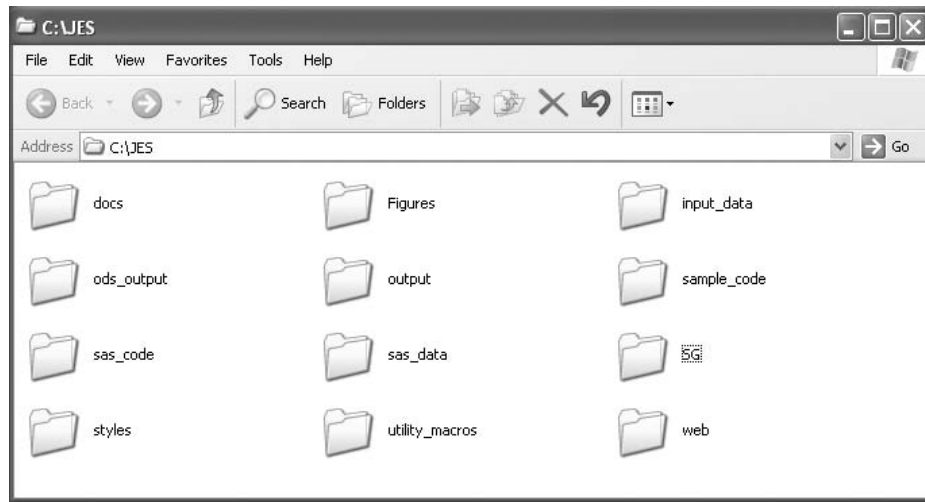 C:\JES
File Edit View Favorites Tools Help
Back Search Folders
Address C:\JES Go
docs Figures input_data
ods_output output sample_code
sas_code sas_data SG
styles utility_macros web